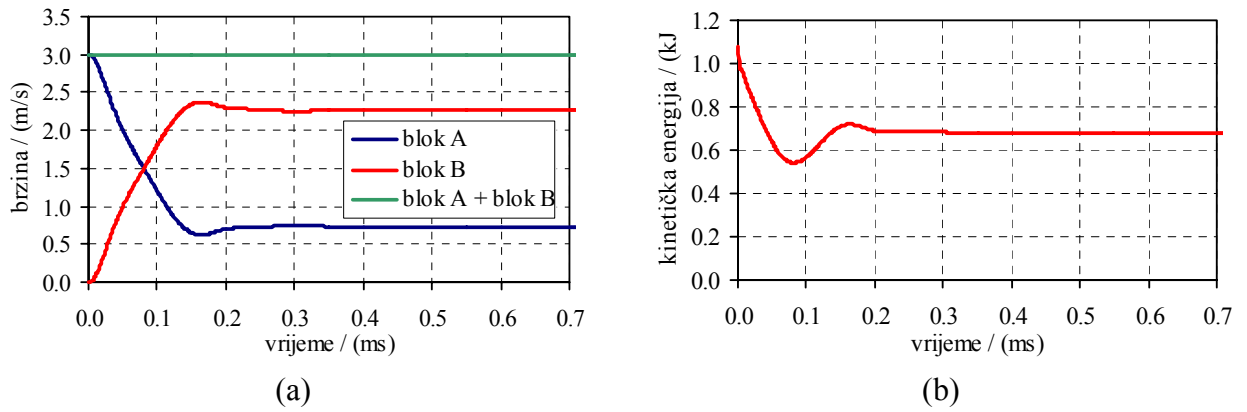 3.5
3.0
2.5
2.0
1.5
1.0
0.5
0.0
brzina / (m/s)
blok A
blok B
blok A + blok B
0.0 0.1 0.2 0.3 0.4 0.5 0.6 0.7
vrijeme / (ms)
(a)
1.2
1.0
0.8
0.6
0.4
0.2
0.0
kinetička energija / (kJ
0.0 0.1 0.2 0.3 0.4 0.5 0.6 0.7
vrijeme / (ms)
(b)